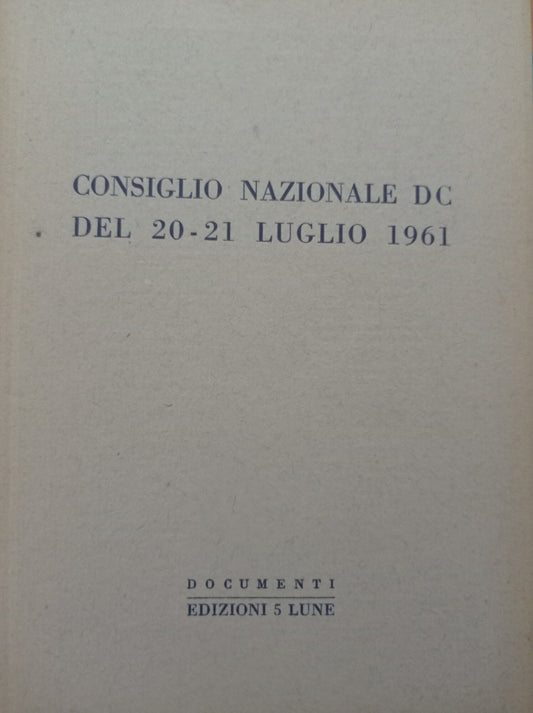 CONSIGLIO NAZIONALE DC
DEL 20-21 LUGLIO 1961
DOCUMENTI
EDIZIONI 5 LUNE